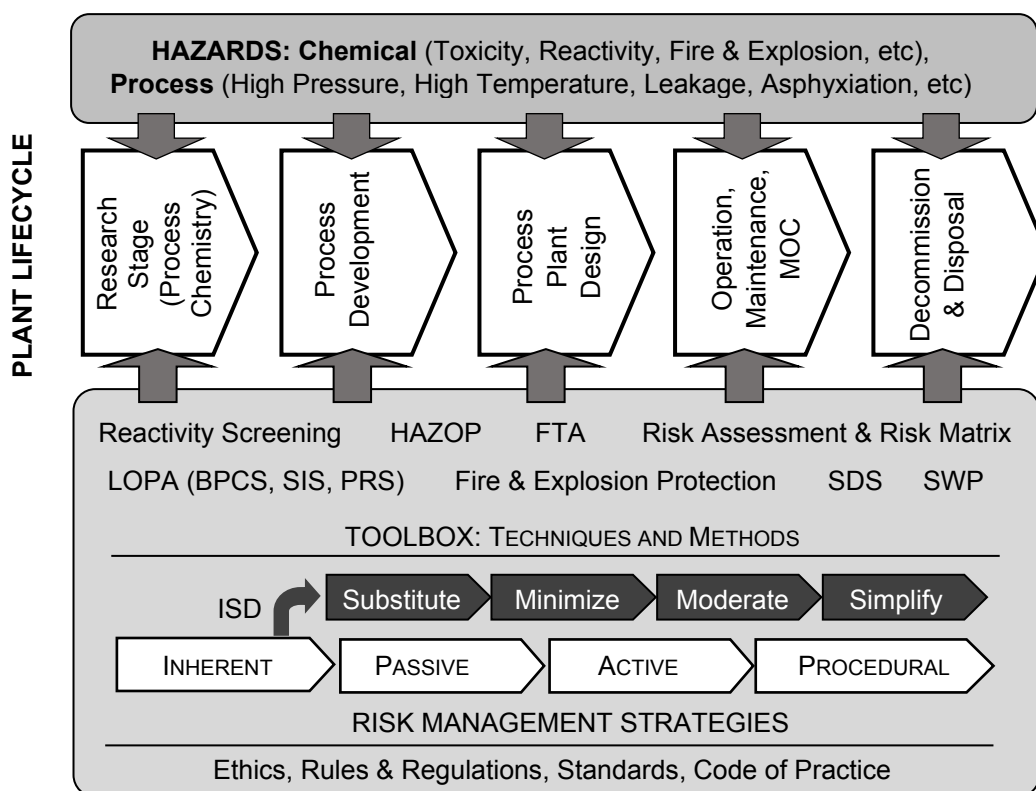 HAZARDS: Chemical (Toxicity, Reactivity, Fire & Explosion, etc),
Process (High Pressure, High Temperature, Leakage, Asphyxiation, etc)
PLANT LIFECYCLE
Research
Stage
(Process
Chemistry)
Process
Development
Process
Plant
Design
Operation,
Maintenance,
MOC
Decommission
& Disposal
Reactivity Screening HAZOP FTA Risk Assessment & Risk Matrix
LOPA (BPCS, SIS, PRS) Fire & Explosion Protection SDS SWP
TOOLBOX: TECHNIQUES AND METHODS
ISD Substitute Minimize Moderate Simplify
INHERENT PASSIVE ACTIVE PROCEDURAL
RISK MANAGEMENT STRATEGIES
Ethics, Rules & Regulations, Standards, Code of Practice